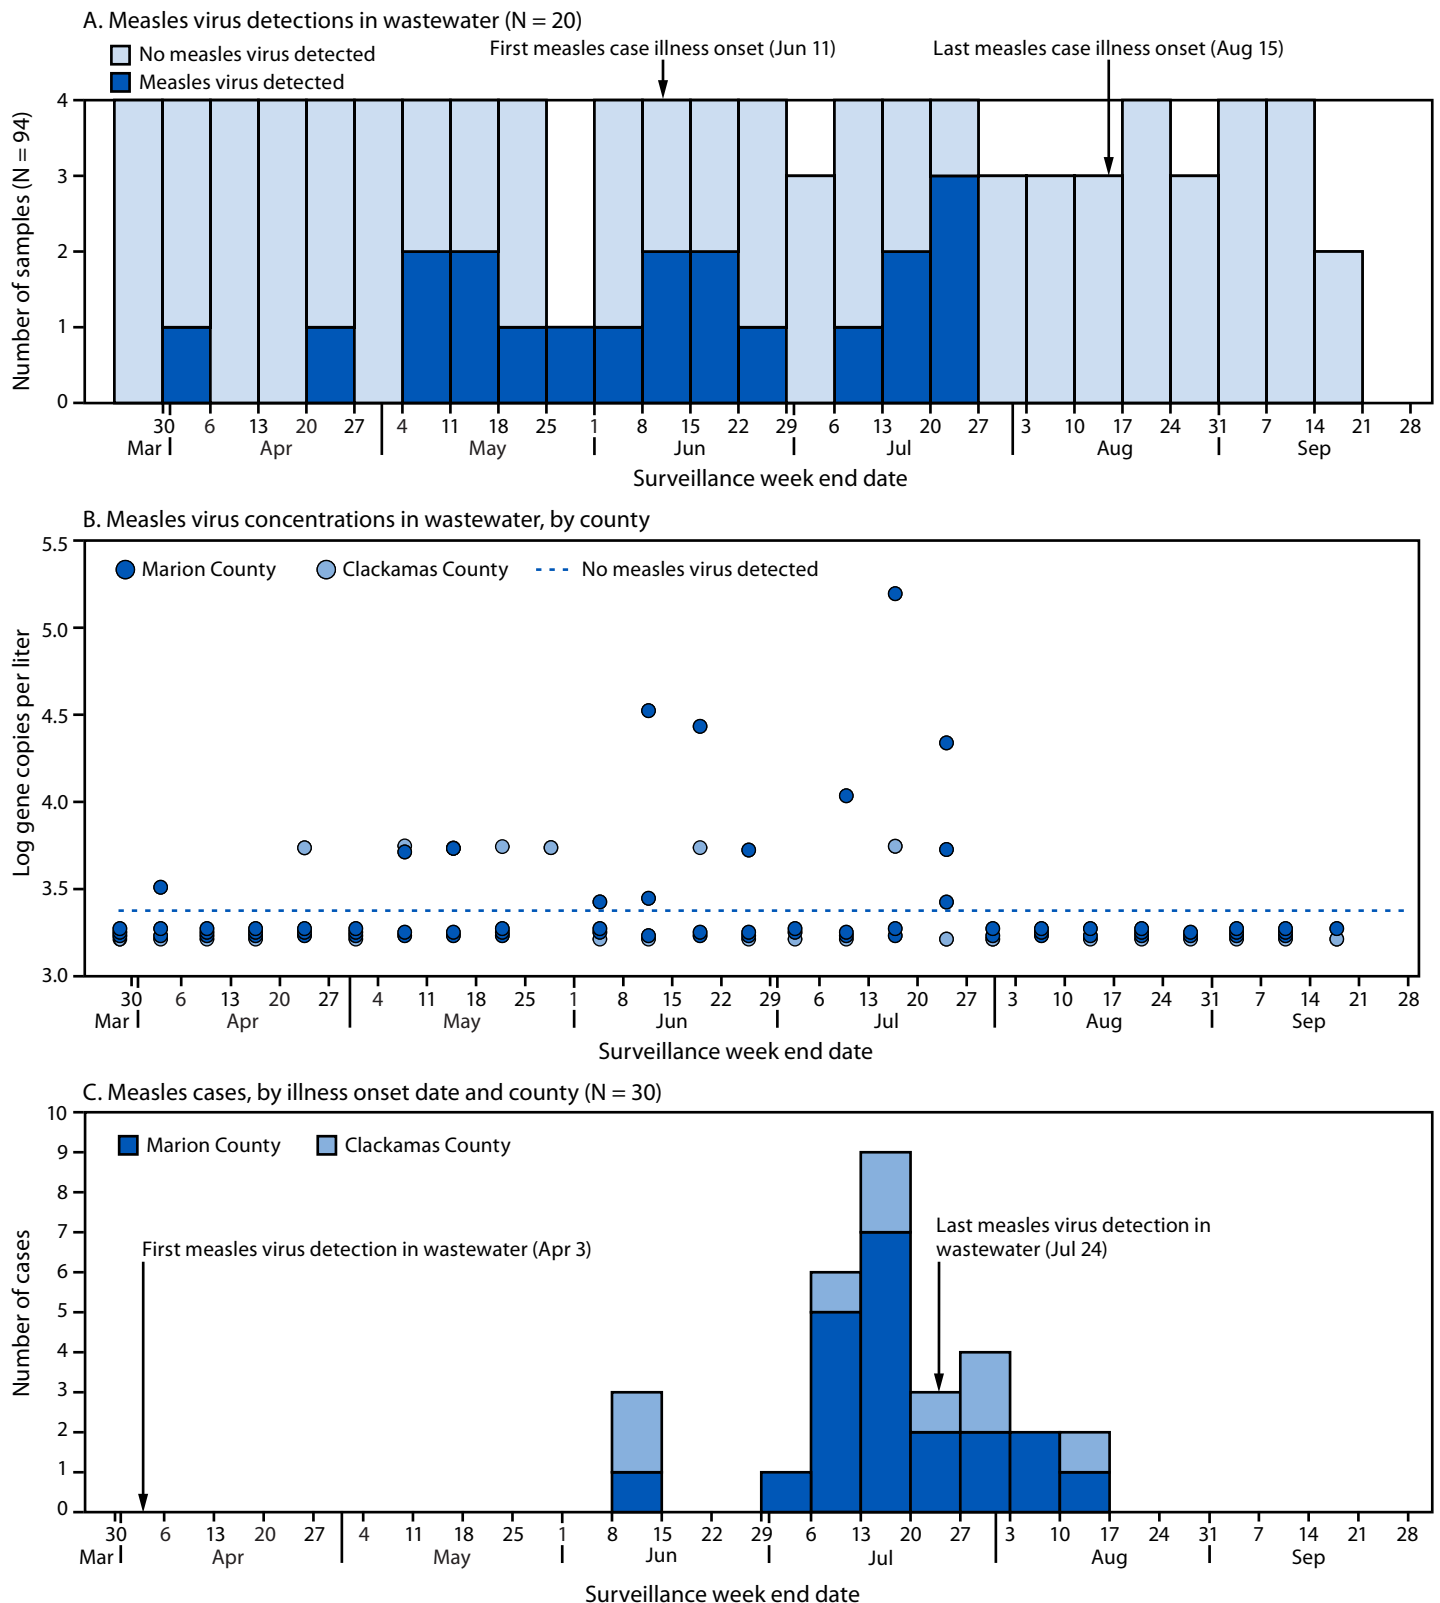 A. Measles virus detections in wastewater (N = 20)
No measles virus detected
Measles virus detected
First measles case illness onset (Jun 11)
Last measles case illness onset (Aug 15)
Number of samples (N = 94)
4
3
2
1
0
30 6 13 20 27 4 11 18 25 1 8 15 22 29 6 13 20 27 3 10 17 24 31 7 14 21 28
Mar Apr May Jun Jul Aug Sep
Surveillance week end date
B. Measles virus concentrations in wastewater, by county
Marion County Clackamas County No measles virus detected
Log gene copies per liter
5.5
5.0
4.5
4.0
3.5
3.0
30 6 13 20 27 4 11 18 25 1 8 15 22 29 6 13 20 27 3 10 17 24 31 7 14 21 28
Mar Apr May Jun Jul Aug Sep
Surveillance week end date
C. Measles cases, by illness onset date and county (N = 30)
Marion County Clackamas County
First measles virus detection in wastewater (Apr 3)
Last measles virus detection in
wastewater (Jul 24)
Number of cases
10
9
8
7
6
5
4
3
2
1
0
30 6 13 20 27 4 11 18 25 1 8 15 22 29 6 13 20 27 3 10 17 24 31 7 14 21 28
Mar Apr May Jun Jul Aug Sep
Surveillance week end date